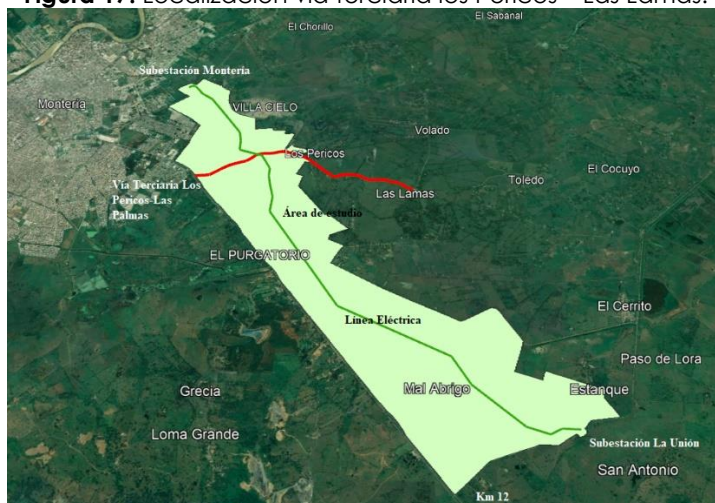 Figura 17. Localización vía terciaria los Pericos – Las Lamas.
El Sabanal
El Chorillo
Subestación Montería
Montería
VILLA CIELO
Volado
Los Pericos
El Cocuyo
Toledo
Vía Terciaria Los
Pericos-Las
Palmas
Las Lamas
Área de estudio
EL PURGATORIO
El Cerrito
Línea Eléctrica
Paso de Lora
Mal Abrigo
Estanque
Grecia
Loma Grande
Subestación La Unión
San Antonio
Km 12